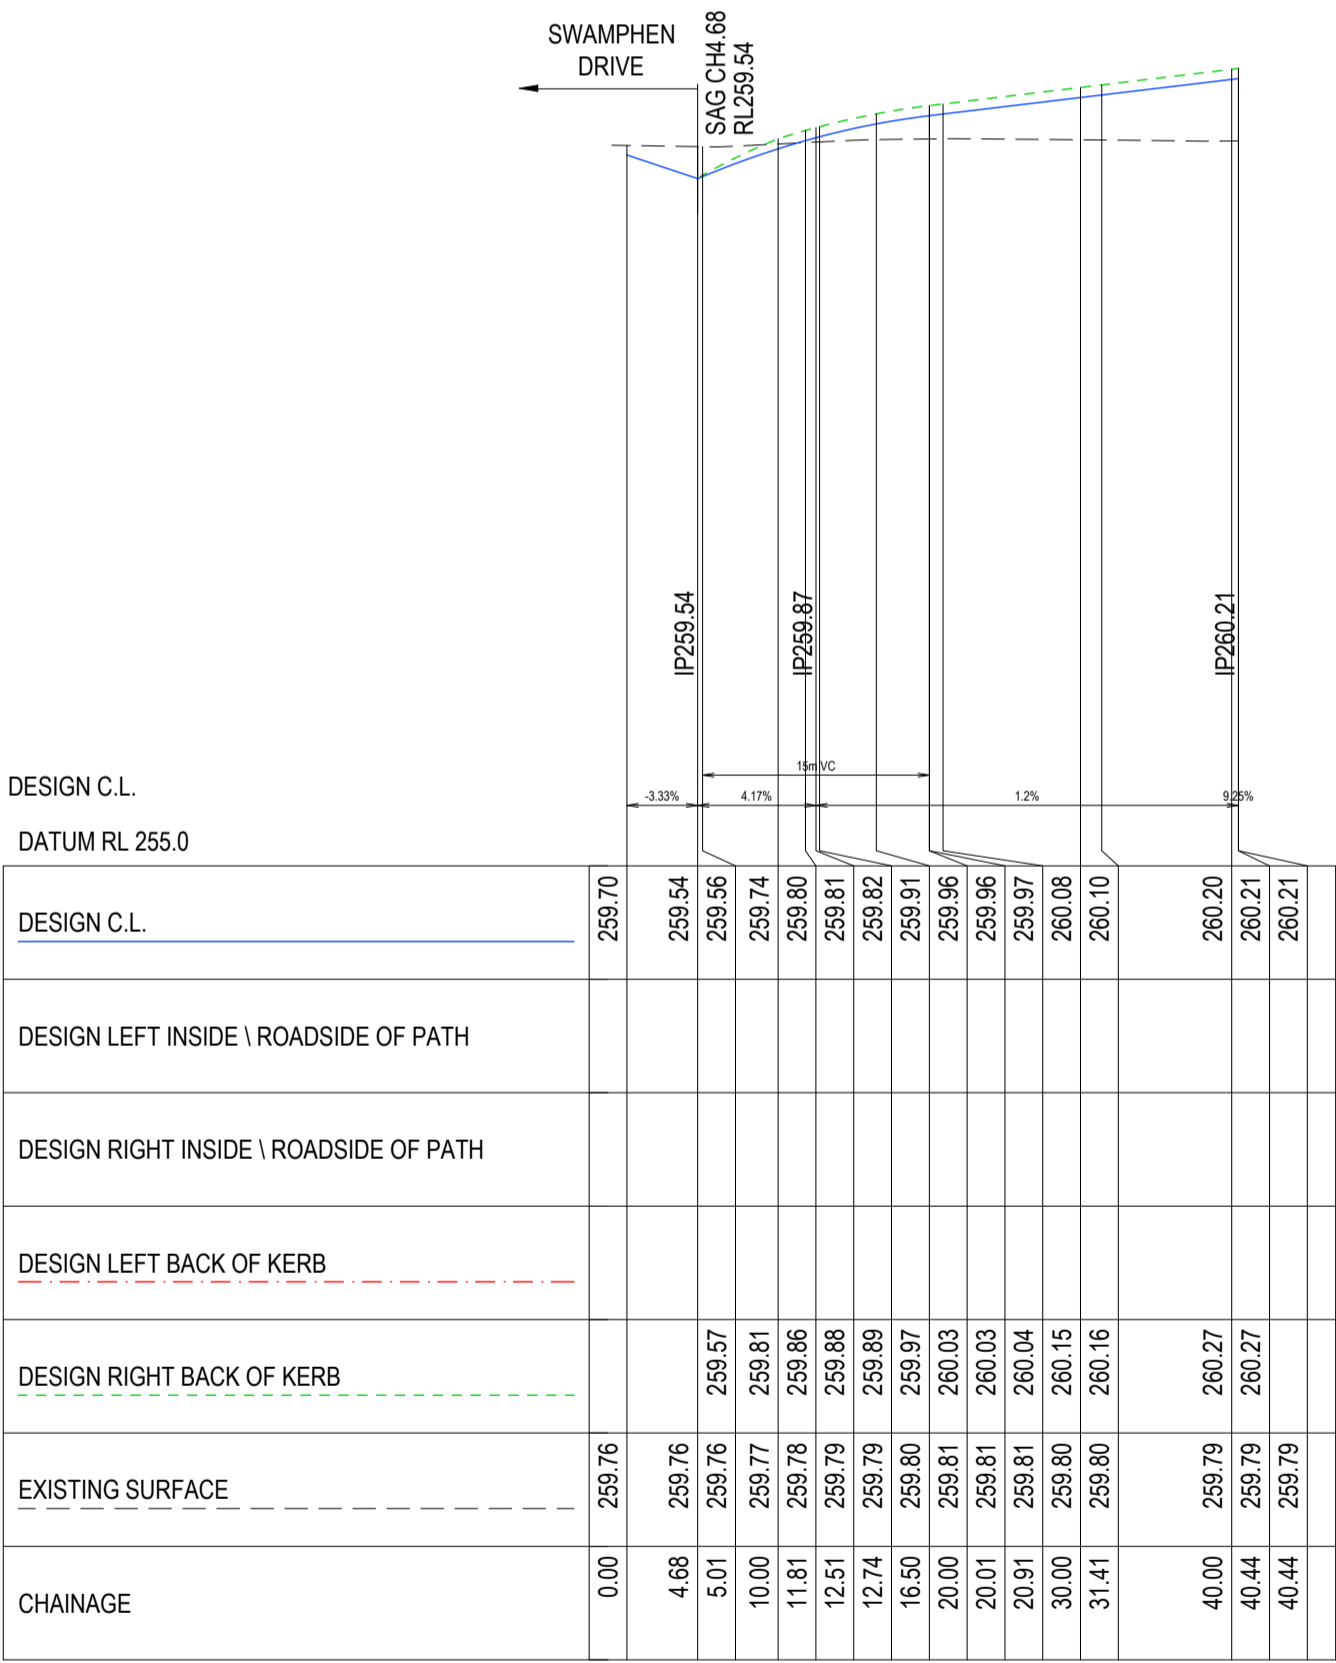 SWAMPHEN
DRIVE
SAG CH4.68
RL259.54
IP259.54
IP259.87
IP260.21
15m VC
DESIGN C.L.
-3.33% 4.17% 1.2% 9.25%
DATUM RL 255.0
DESIGN C.L. 259.70 259.54 259.56 259.74 259.80 259.81 259.82 259.91 259.96 259.96 259.97 260.08 260.10 260.20 260.21 260.21
DESIGN LEFT INSIDE \ ROADSIDE OF PATH
DESIGN RIGHT INSIDE \ ROADSIDE OF PATH
DESIGN LEFT BACK OF KERB
DESIGN RIGHT BACK OF KERB 259.57 259.81 259.86 259.88 259.89 259.97 260.03 260.03 260.04 260.15 260.16 260.27 260.27
EXISTING SURFACE 259.76 259.76 259.76 259.77 259.78 259.79 259.79 259.80 259.81 259.81 259.81 259.80 259.80 259.79 259.79 259.79
CHAINAGE 0.00 4.68 5.01 10.00 11.81 12.51 12.74 16.50 20.00 20.01 20.91 30.00 31.41 40.00 40.44 40.44